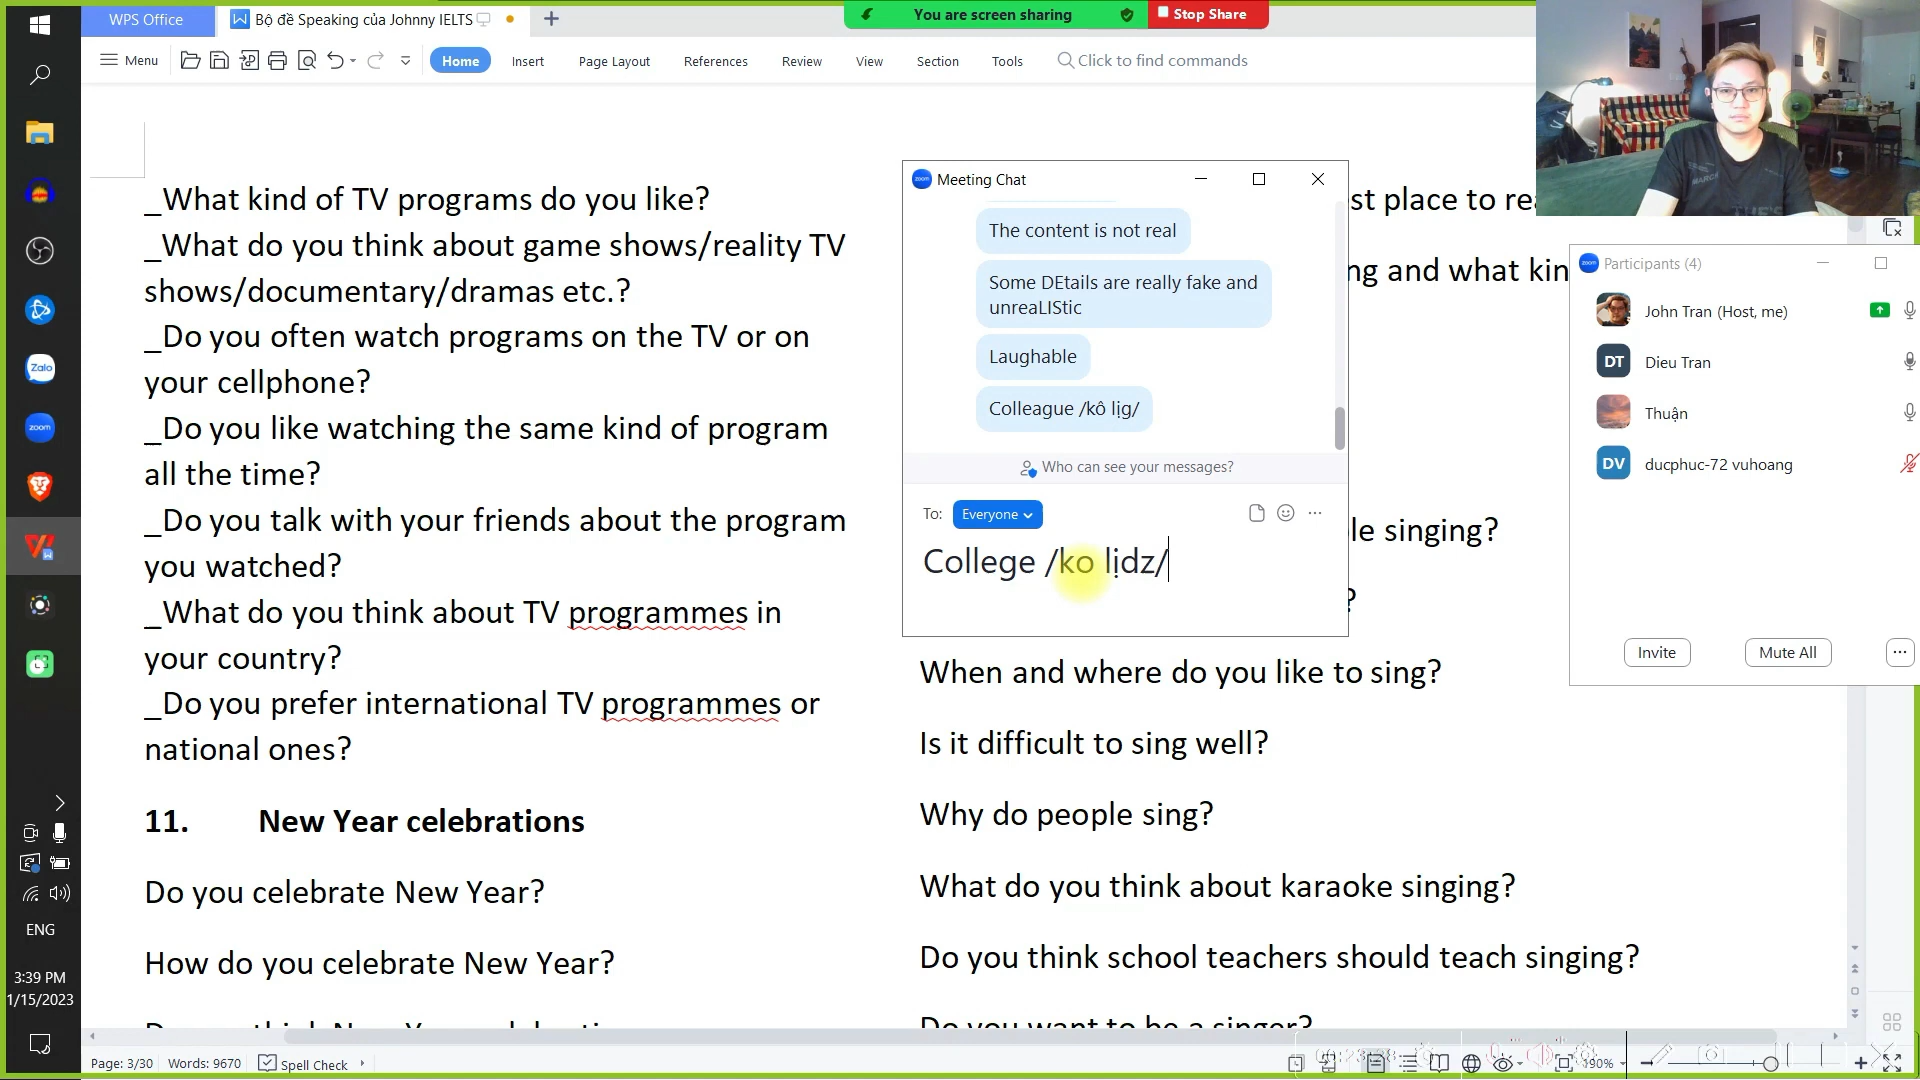 WPS Office
Bộ đề Speaking của Johnny IELTS
You are screen sharing
Stop Share
Menu
Home
Insert
Page Layout
References
Review
View
Section
Tools
Click to find commands
_What kind of TV programs do you like?
_What do you think about game shows/reality TV
shows/documentary/dramas etc.?
_Do you often watch programs on the TV or on
your cellphone?
_Do you like watching the same kind of program
all the time?
_Do you talk with your friends about the program
you watched?
_What do you think about TV programmes in
your country?
_Do you prefer international TV programmes or
national ones?
11. New Year celebrations
Do you celebrate New Year?
How do you celebrate New Year?
zoom Meeting Chat
The content is not real
Some DEtails are really fake and
unreaLIStic
Laughable
Colleague /kô lịg/
Who can see your messages?
To: Everyone
College /ko lịdz/
st place to
ng and what kin
le singing?
?
When and where do you like to sing?
Is it difficult to sing well?
Why do people sing?
What do you think about karaoke singing?
Do you think school teachers should teach singing?
Do you want to be a singer?
zoom Participants (4)
John Tran (Host, me)
DT Dieu Tran
Thuận
DV ducphuc-72 vuhoang
Invite
Mute All
Zalo
zoom
ENG
3:39 PM
1/15/2023
Page: 3/30
Words: 9670
Spell Check
190%